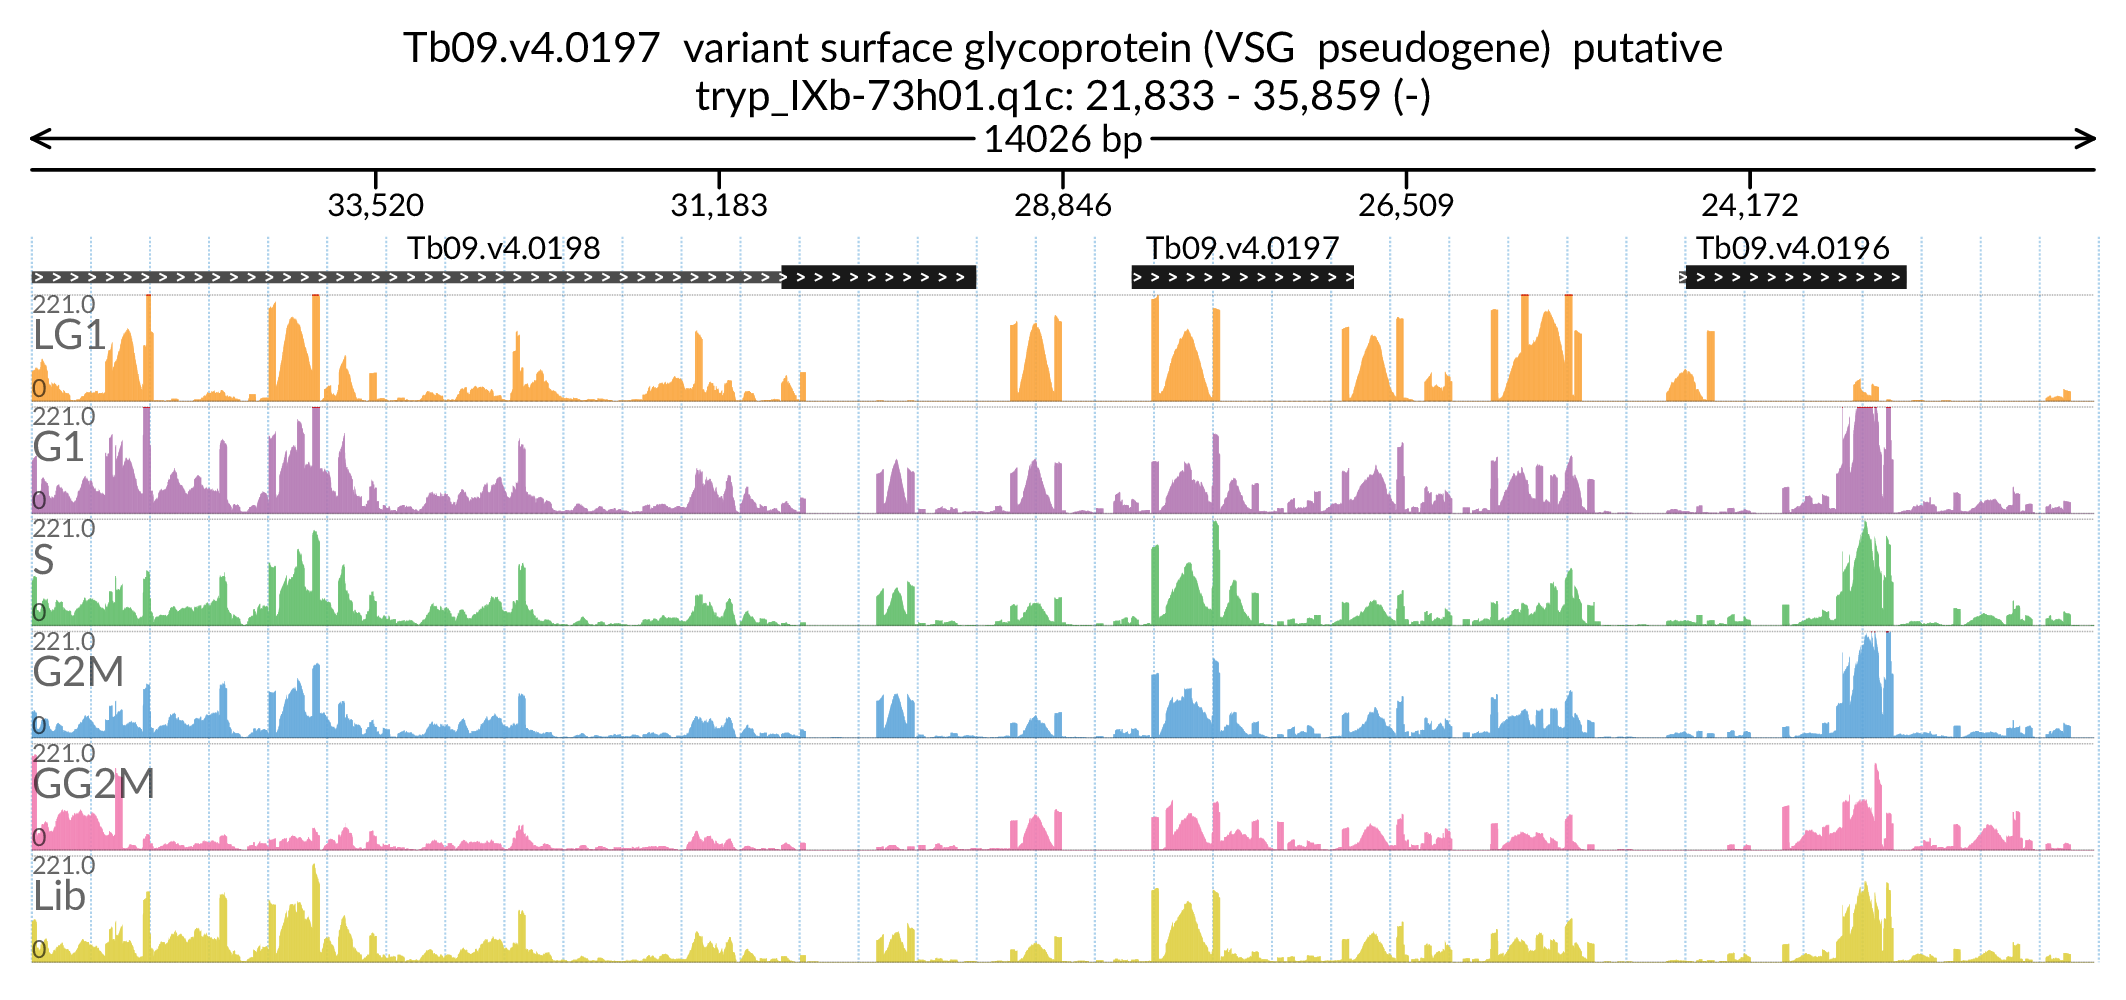 Tb09.v4.0197 variant surface glycoprotein (VSG pseudogene) putative
tryp_IXb-73h01.q1c: 21,833 - 35,859 (-)
14026 bp
33,520 31,183 28,846 26,509 24,172
Tb09.v4.0198 Tb09.v4.0197 Tb09.v4.0196
221.0
LG1
0
221.0
G1
0
221.0
S
0
221.0
G2M
0
221.0
GG2M
0
221.0
Lib
0